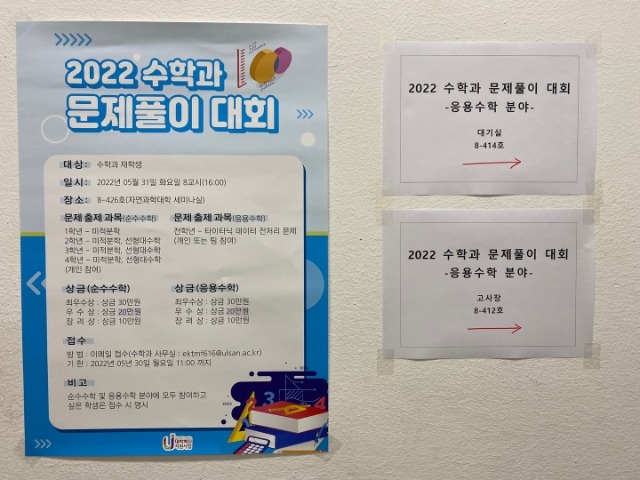 2022 수학과
문제풀이 대회
대상: 수학과 재학생
일시: 2022년 05월 31일 화요일 8교시(16:00)
장소: 8-426호(자연과학대학 세미나실)
문제 출제 과목(순수수학)
1학년 - 미적분학
2학년 - 미적분학, 선형대수학
3학년 - 미적분학, 선형대수학
4학년 - 미적분학, 선형대수학
(개인 참여)
문제 출제 과목(응용수학)
전학년 - 타이타닉 데이터 전처리 문제
(개인 또는 팀 참여)
상금(순수수학)
최우수상 : 상금 30만원
우 수 상 : 상금 20만원
장 려 상 : 상금 10만원
상금(응용수학)
최우수상 : 상금 30만원
우 수 상 : 상금 20만원
장 려 상 : 상금 10만원
접수
방 법 : 이메일 접수(수학과 사무실 : ektmf616@ulsan.ac.kr)
기 한 : 2022년 05월 30일 월요일 11:00 까지
비고
순수수학 및 응용수학 분야에 모두 참여하고
싶은 학생은 접수 시 명시
2022 수학과 문제풀이 대회
-응용수학 분야-
대기실
8-414호
2022 수학과 문제풀이 대회
-응용수학 분야-
고사장
8-412호